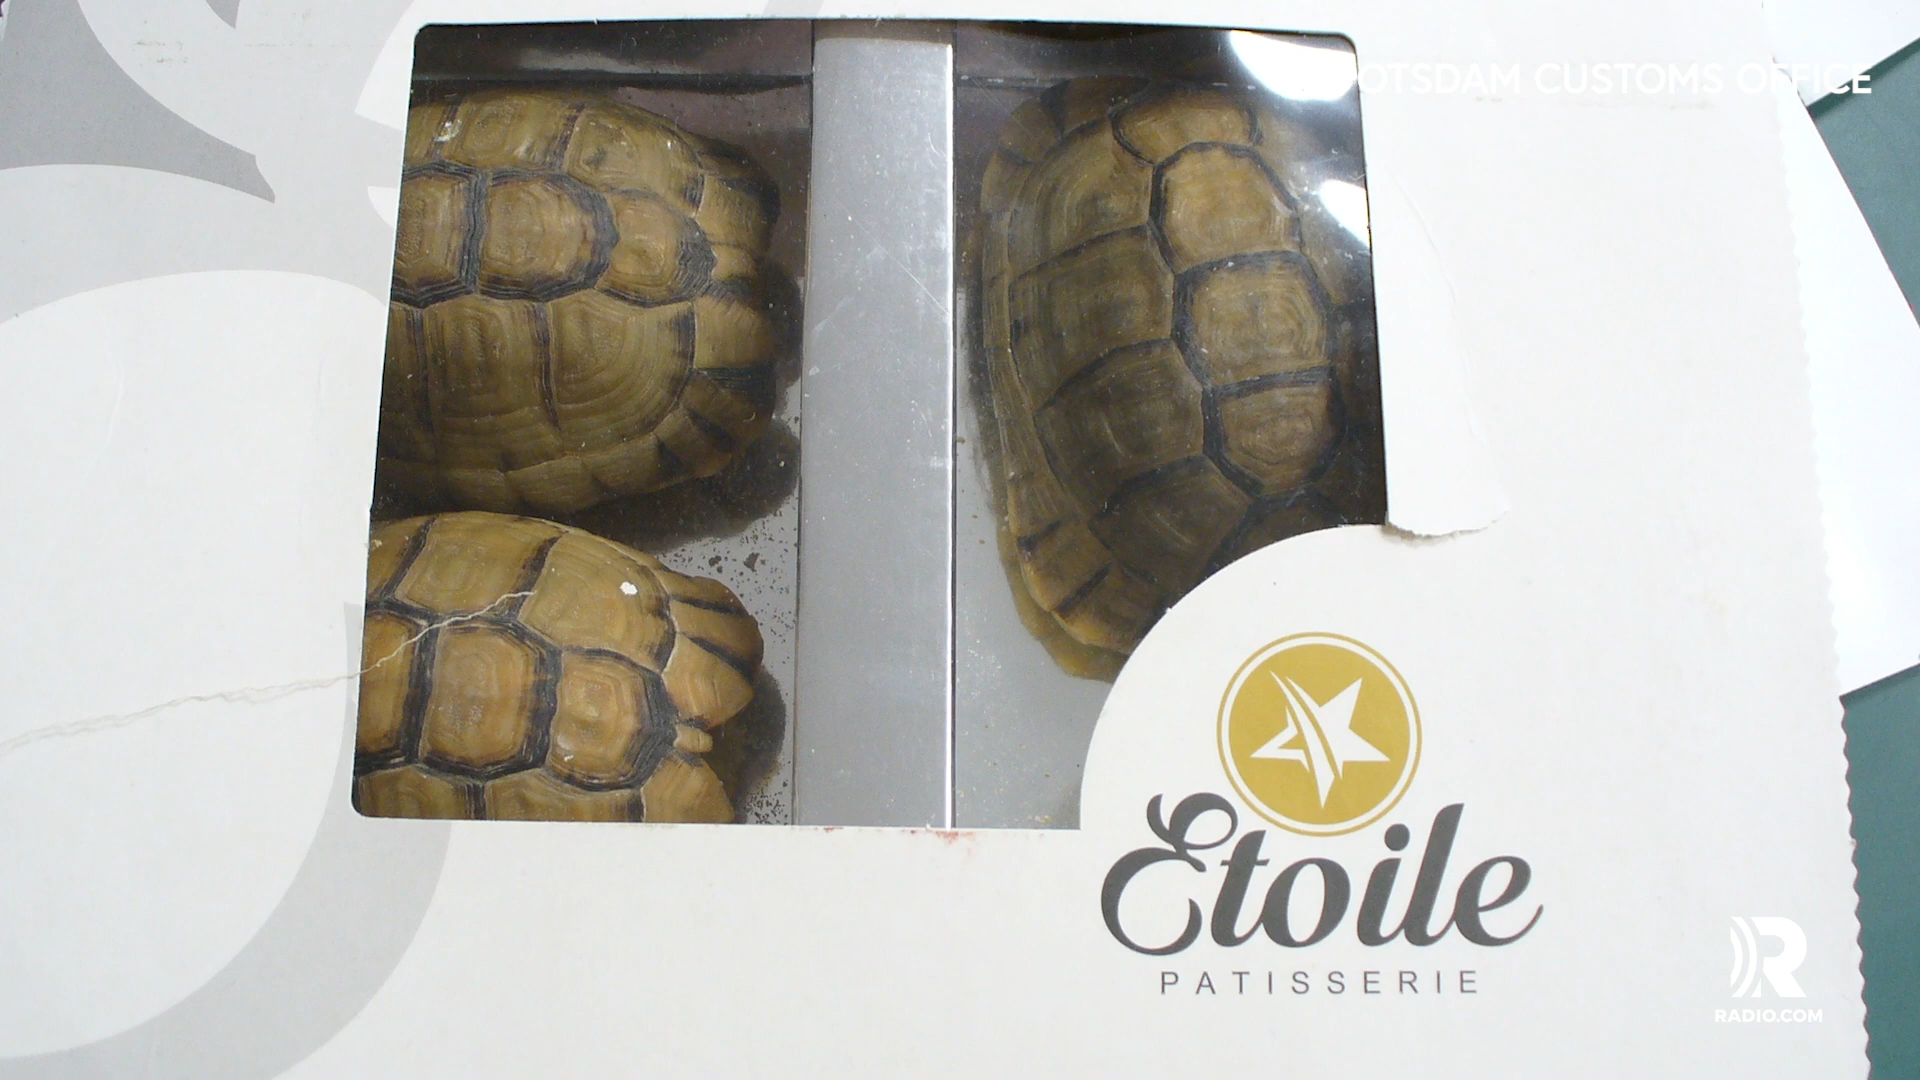 OTSDAM CUSTOMS OFFICE
Etoile
PATISSERIE
R
RADIO.COM